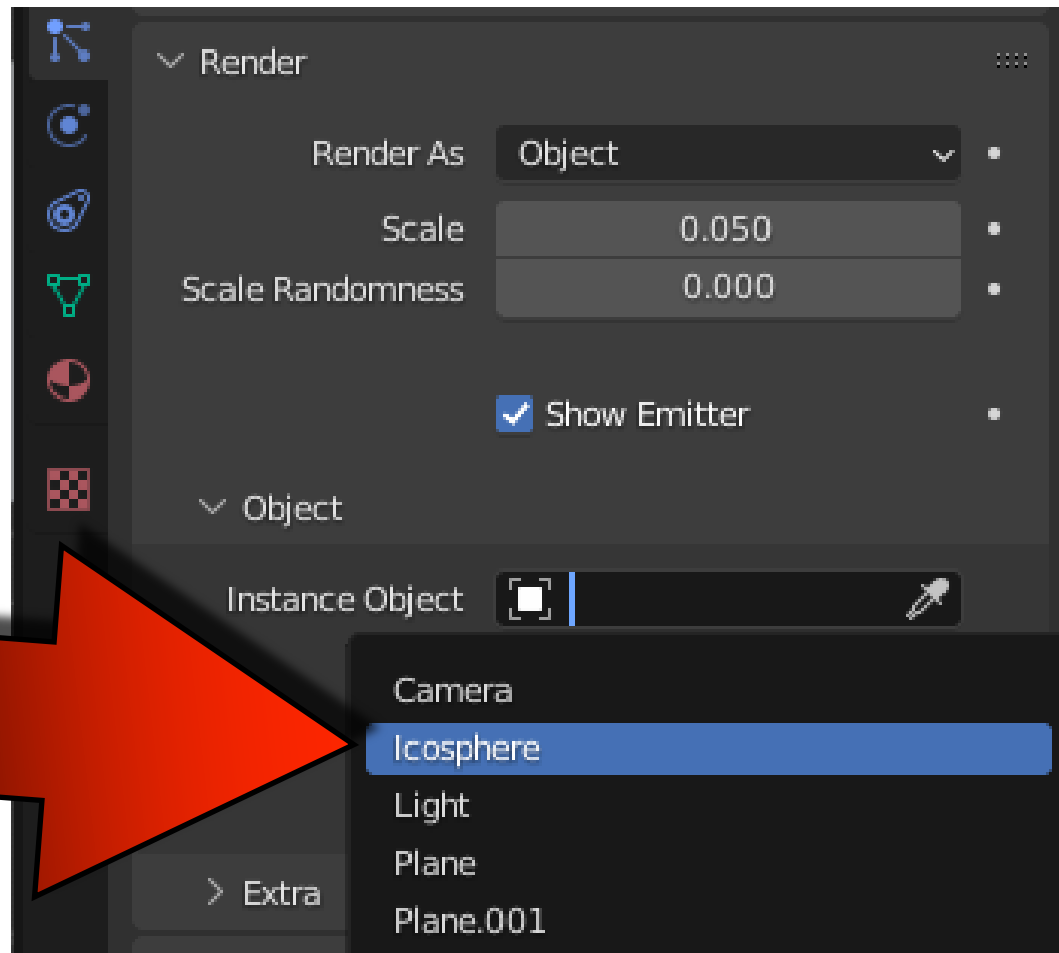 Render
Render As Object
Scale 0.050
Scale Randomness 0.000
Show Emitter
Object
Instance Object
Camera
Icosphere
Light
Plane
Extra
Plane.001